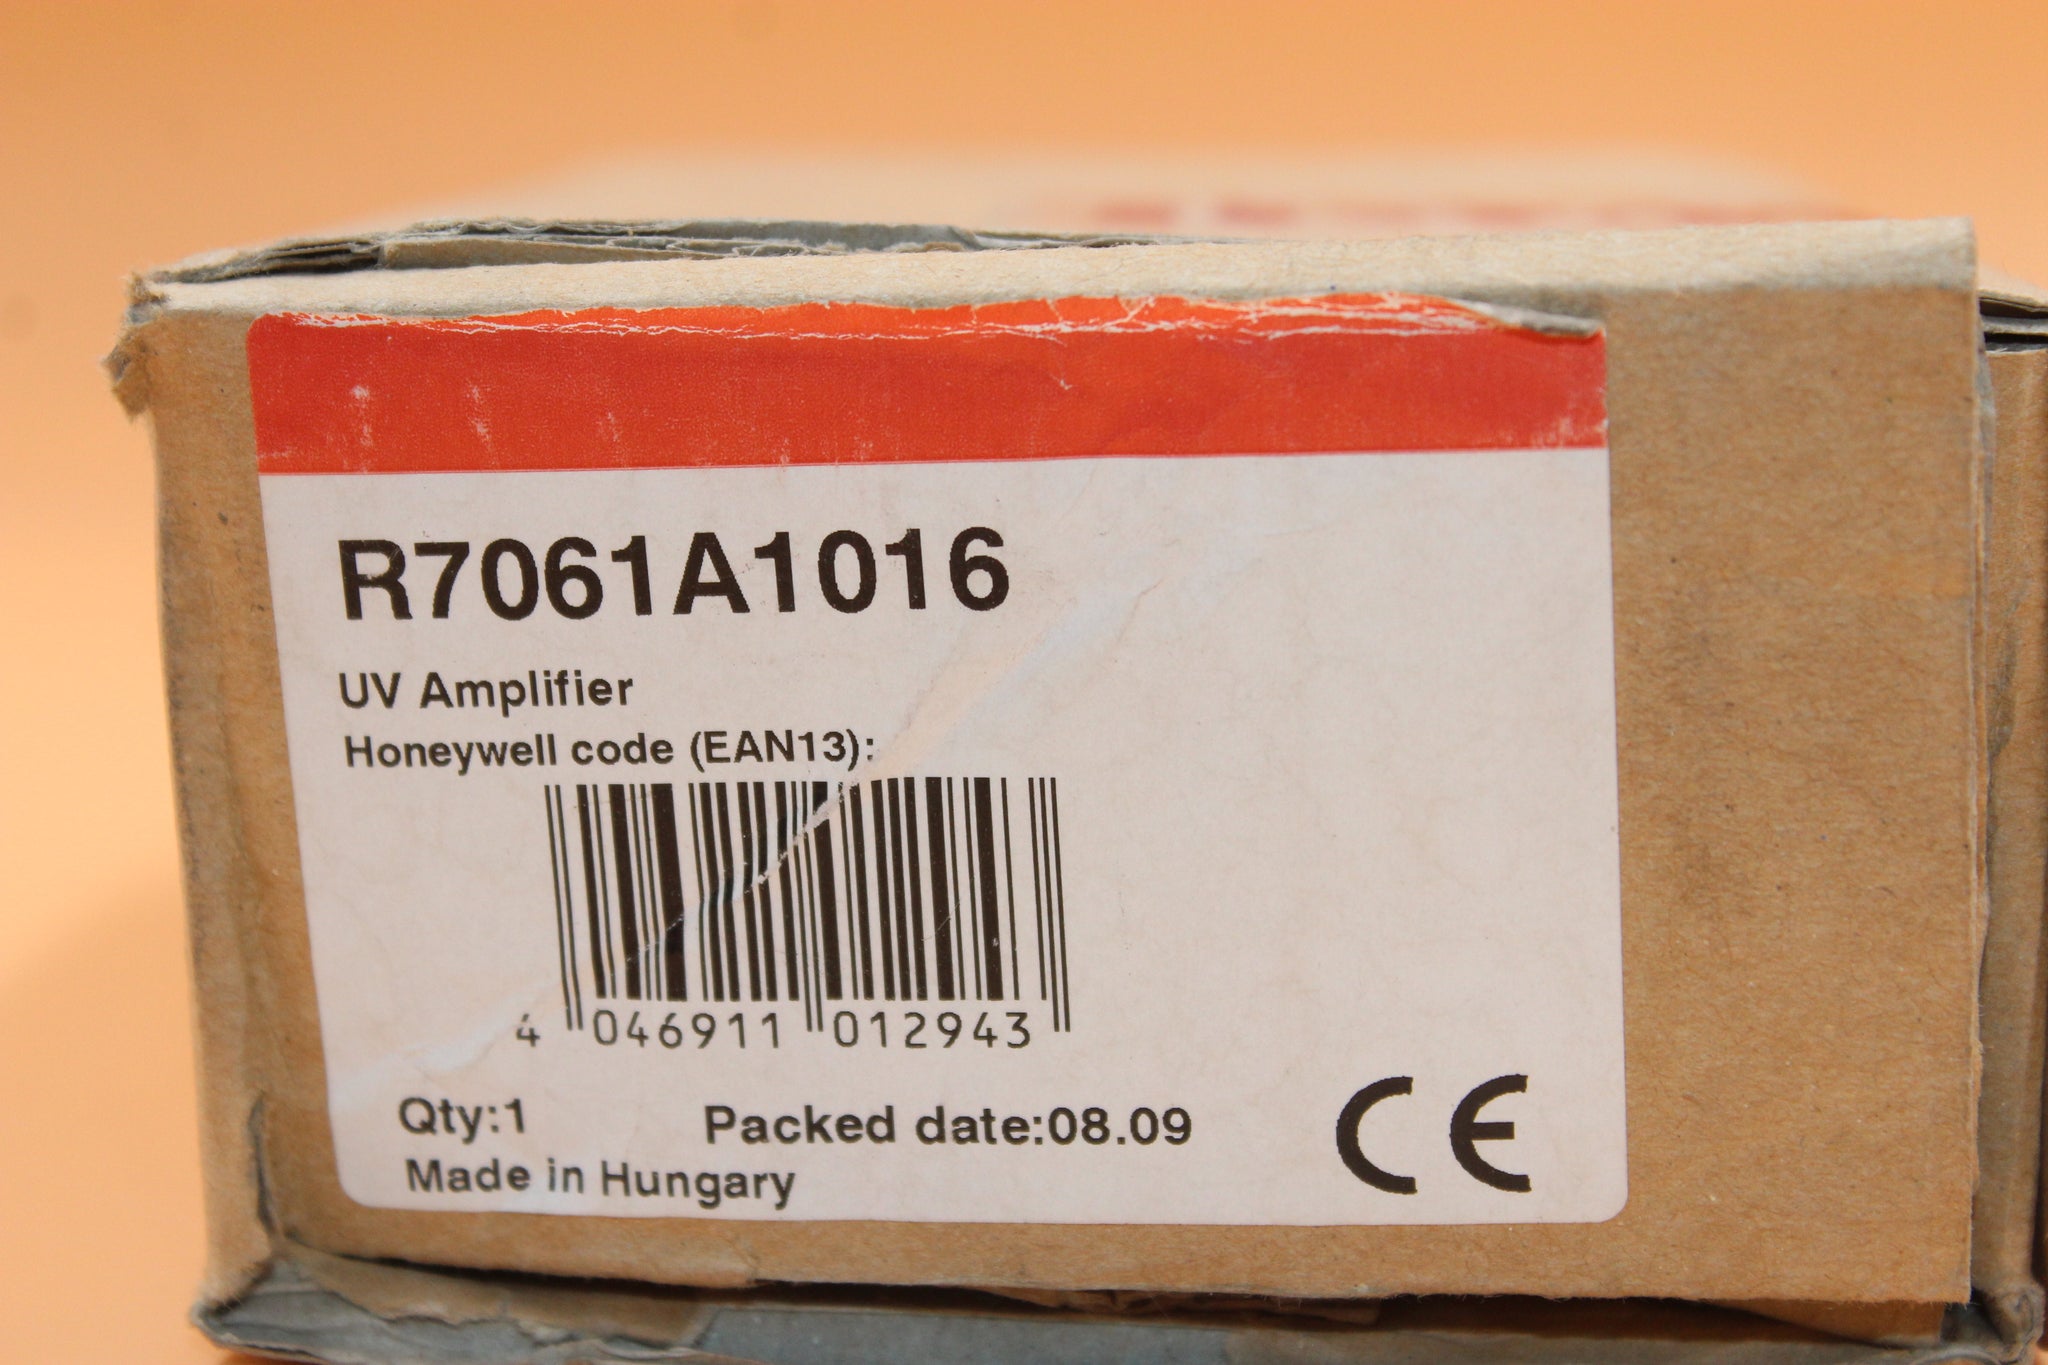 R7061A1016
UV Amplifier
Honeywell code (EAN13):
4 046911 012943
Qty:1 Packed date:08.09
Made in Hungary
CE